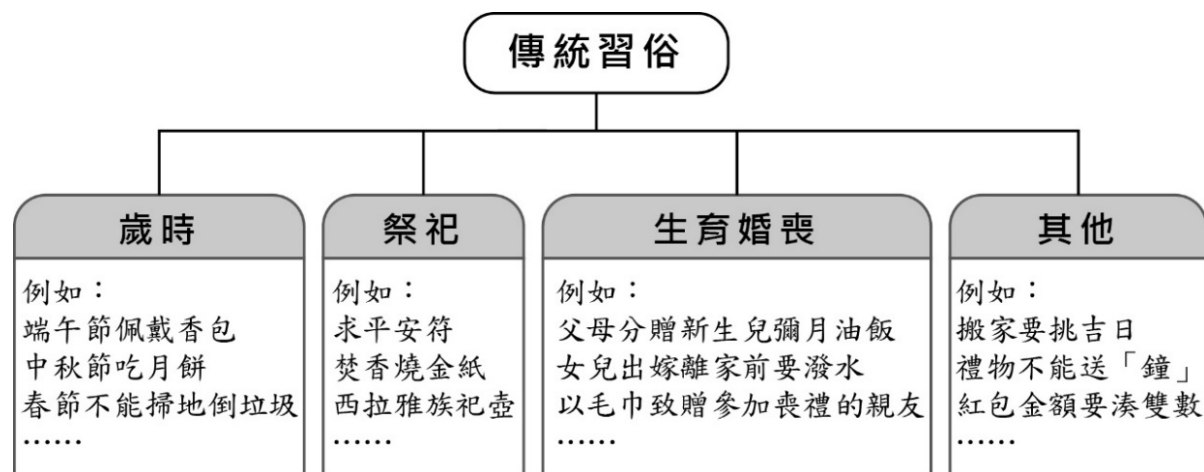 傳統習俗
歲時
例如：
端午節佩戴香包
中秋節吃月餅
春節不能掃地倒垃圾
……
祭祀
例如：
求平安符
焚香燒金紙
西拉雅族祀壺
……
生育婚喪
例如：
父母分贈新生兒彌月油飯
女兒出嫁離家前要潑水
以毛巾致贈參加喪禮的親友
……
其他
例如：
搬家要挑吉日
禮物不能送「鐘」
紅包金額要湊雙數
……